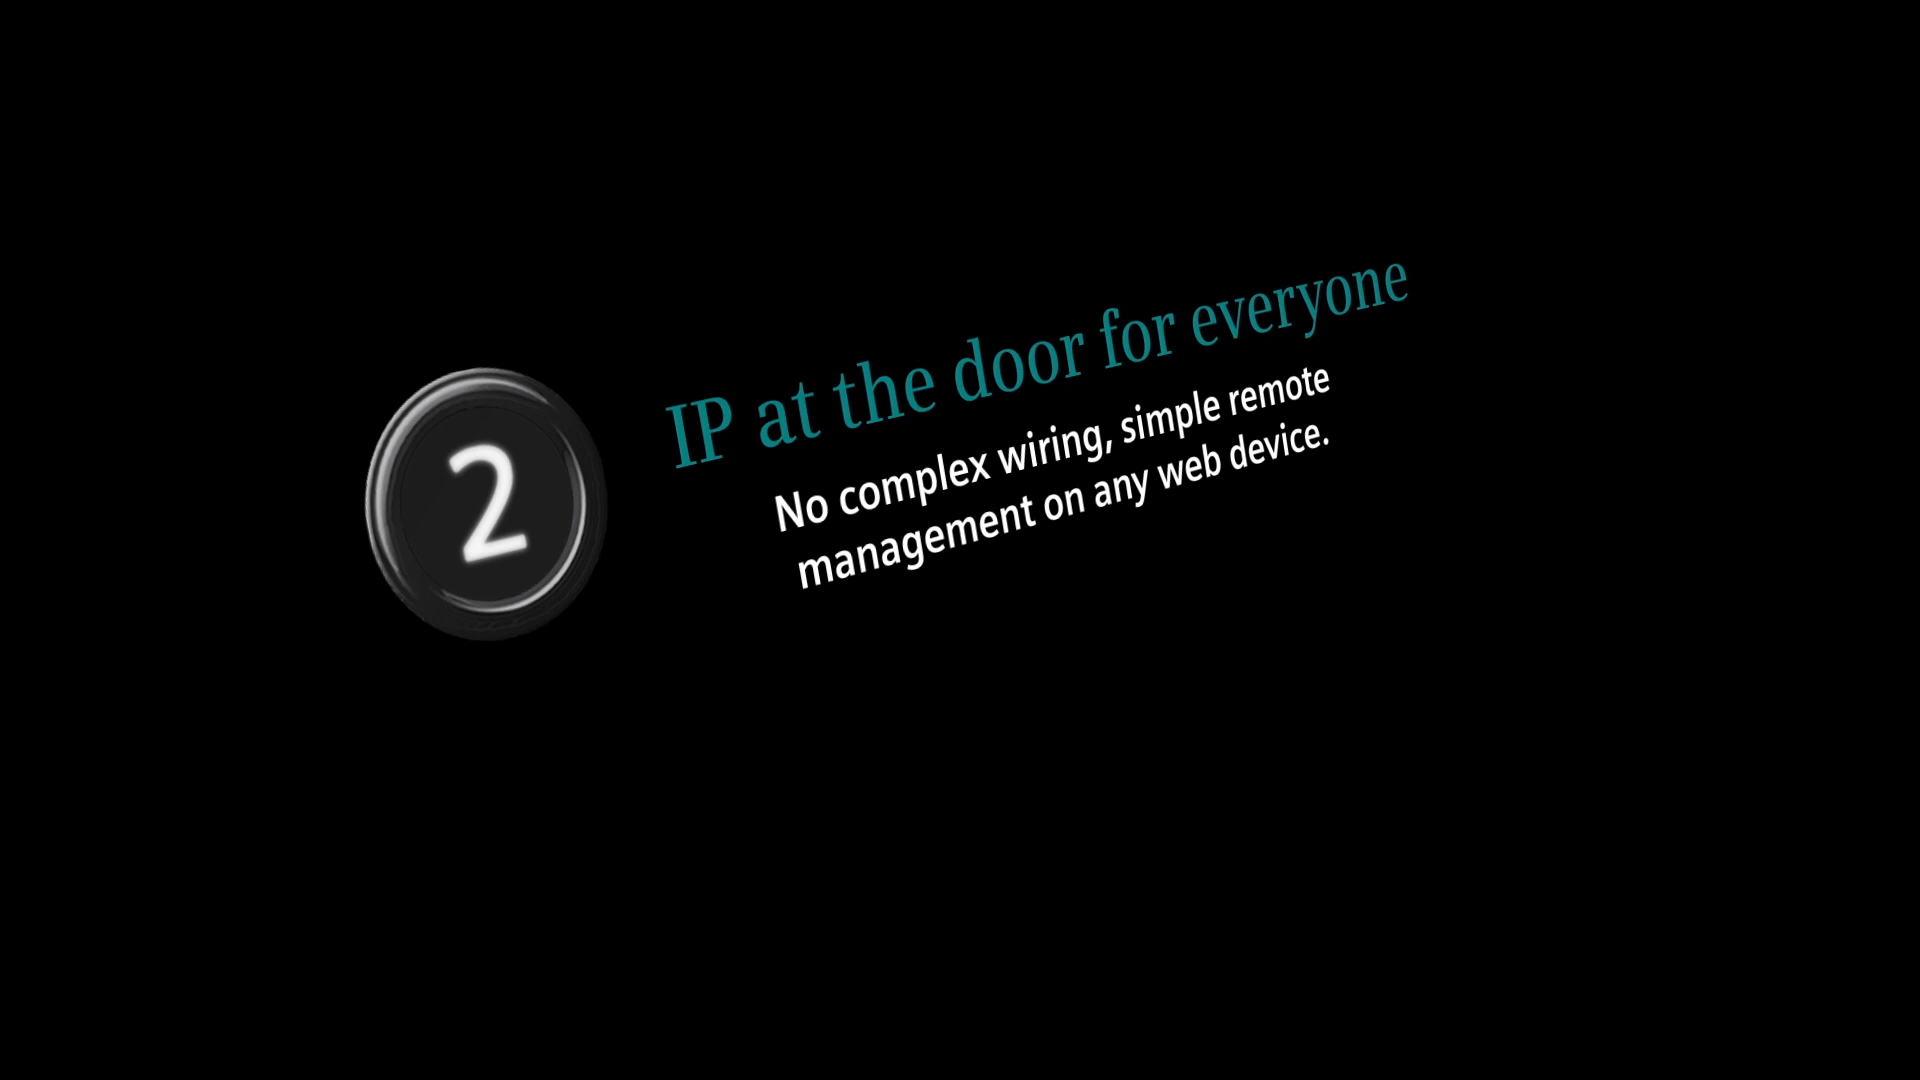 2
IP at the door for everyone
No complex wiring, simple remote
management on any web device.